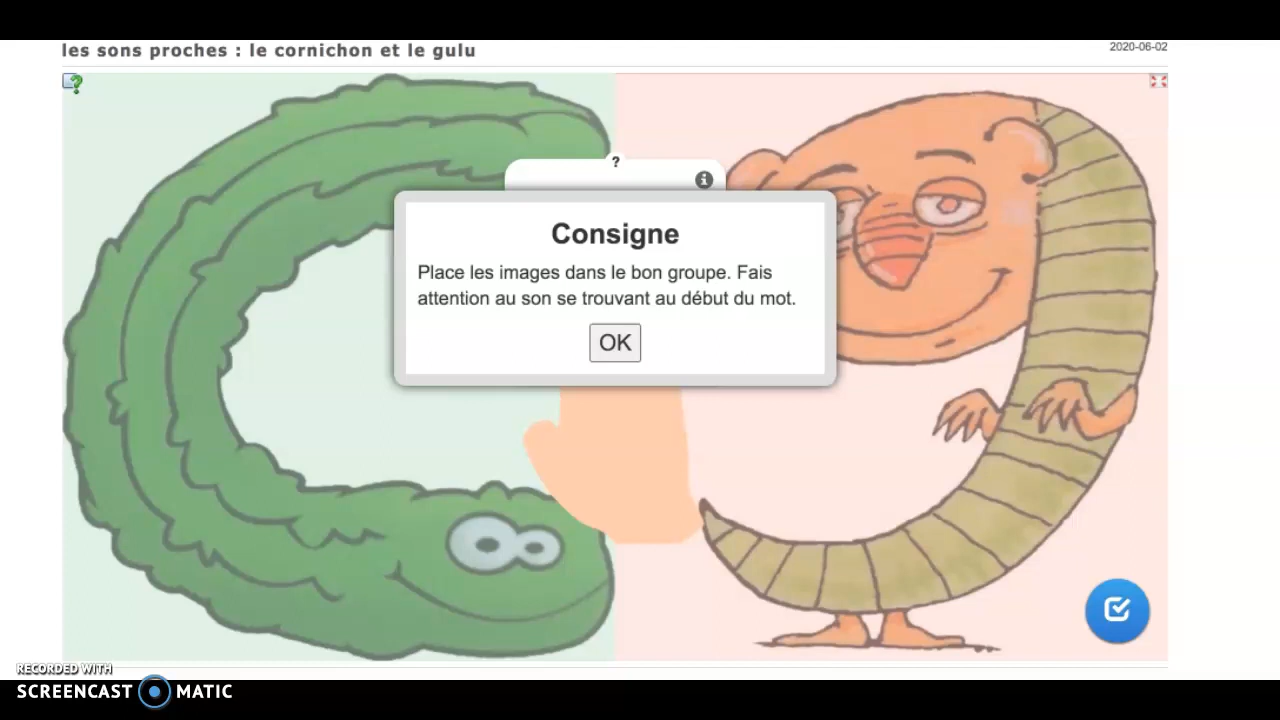 les sons proches : le cornichon et le gulu
2020-06-02
?
Consigne
Place les images dans le bon groupe. Fais
attention au son se trouvant au début du mot.
OK
RECORDED WITH
SCREENCAST MATIC